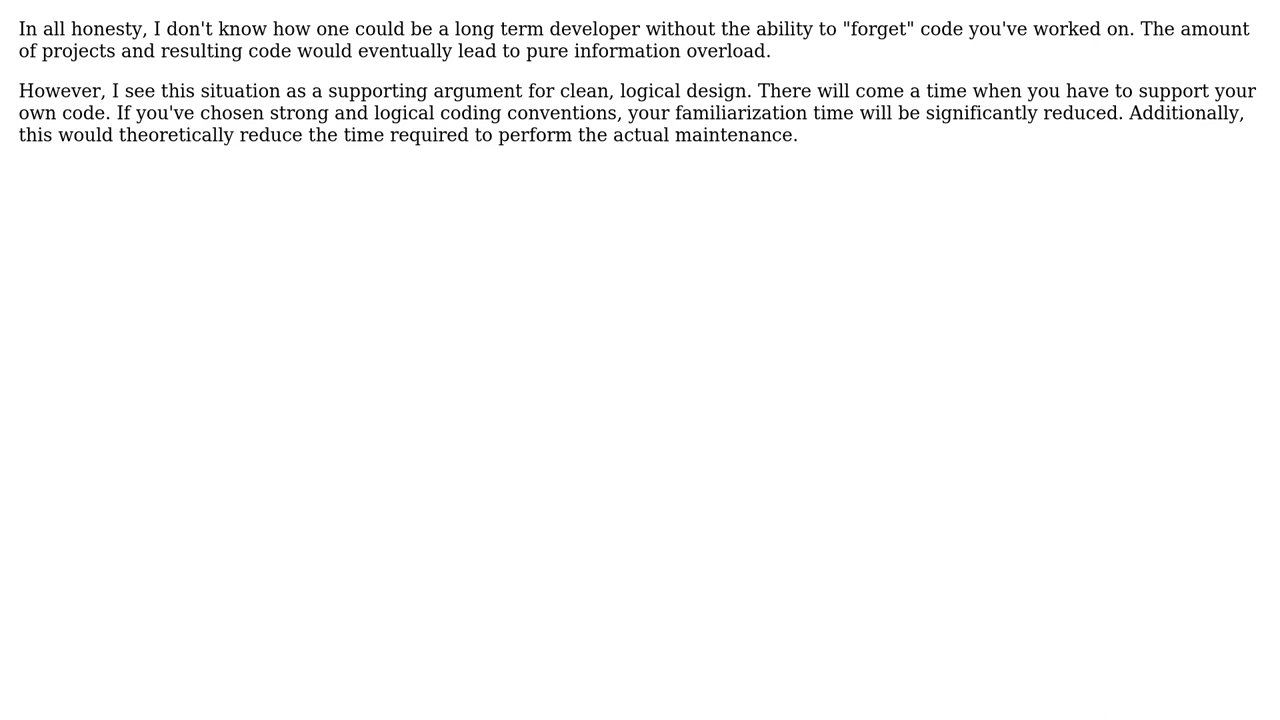 In all honesty, I don't know how one could be a long term developer without the ability to "forget" code you've worked on. The amount
of projects and resulting code would eventually lead to pure information overload.
However, I see this situation as a supporting argument for clean, logical design. There will come a time when you have to support your
own code. If you've chosen strong and logical coding conventions, your familiarization time will be significantly reduced. Additionally,
this would theoretically reduce the time required to perform the actual maintenance.